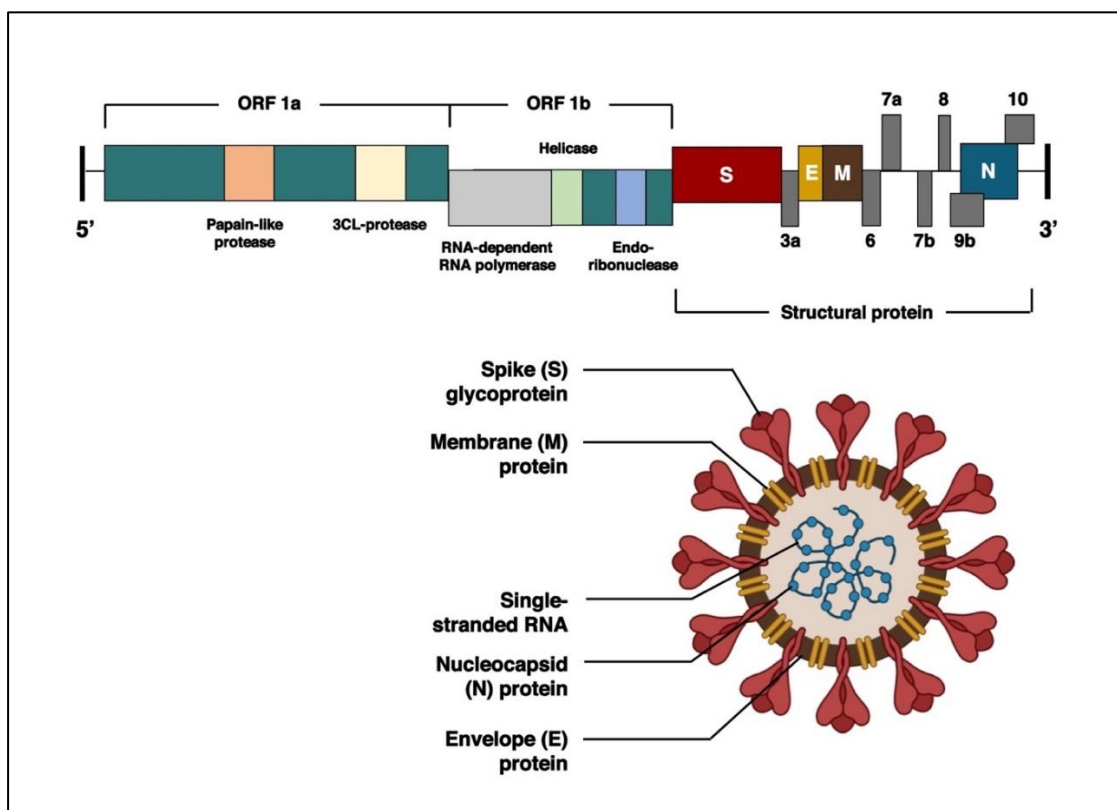 ORF 1a
ORF 1b
7a
8
10
Helicase
S
E
M
N
5’
3’
Papain-like
protease
3CL-protease
RNA-dependent
RNA polymerase
Endo-
ribonuclease
3a
6
7b
9b
Structural protein
Spike (S)
glycoprotein
Membrane (M)
protein
Single-
stranded RNA
Nucleocapsid
(N) protein
Envelope (E)
protein